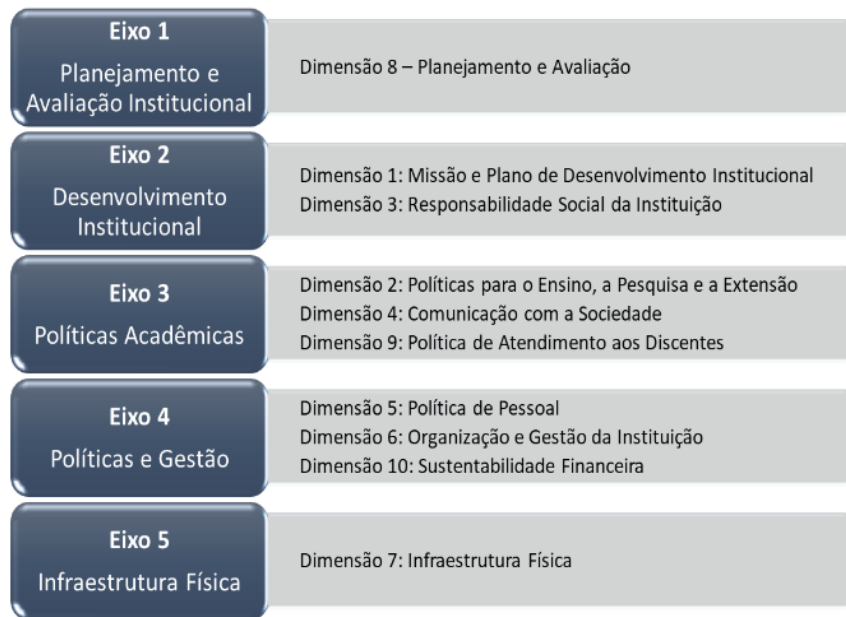 Eixo 1
Planejamento e
Avaliação Institucional
Dimensão 8 – Planejamento e Avaliação
Eixo 2
Desenvolvimento
Institucional
Dimensão 1: Missão e Plano de Desenvolvimento Institucional
Dimensão 3: Responsabilidade Social da Instituição
Eixo 3
Políticas Acadêmicas
Dimensão 2: Políticas para o Ensino, a Pesquisa e a Extensão
Dimensão 4: Comunicação com a Sociedade
Dimensão 9: Política de Atendimento aos Discentes
Eixo 4
Políticas e Gestão
Dimensão 5: Política de Pessoal
Dimensão 6: Organização e Gestão da Instituição
Dimensão 10: Sustentabilidade Financeira
Eixo 5
Infraestrutura Física
Dimensão 7: Infraestrutura Física